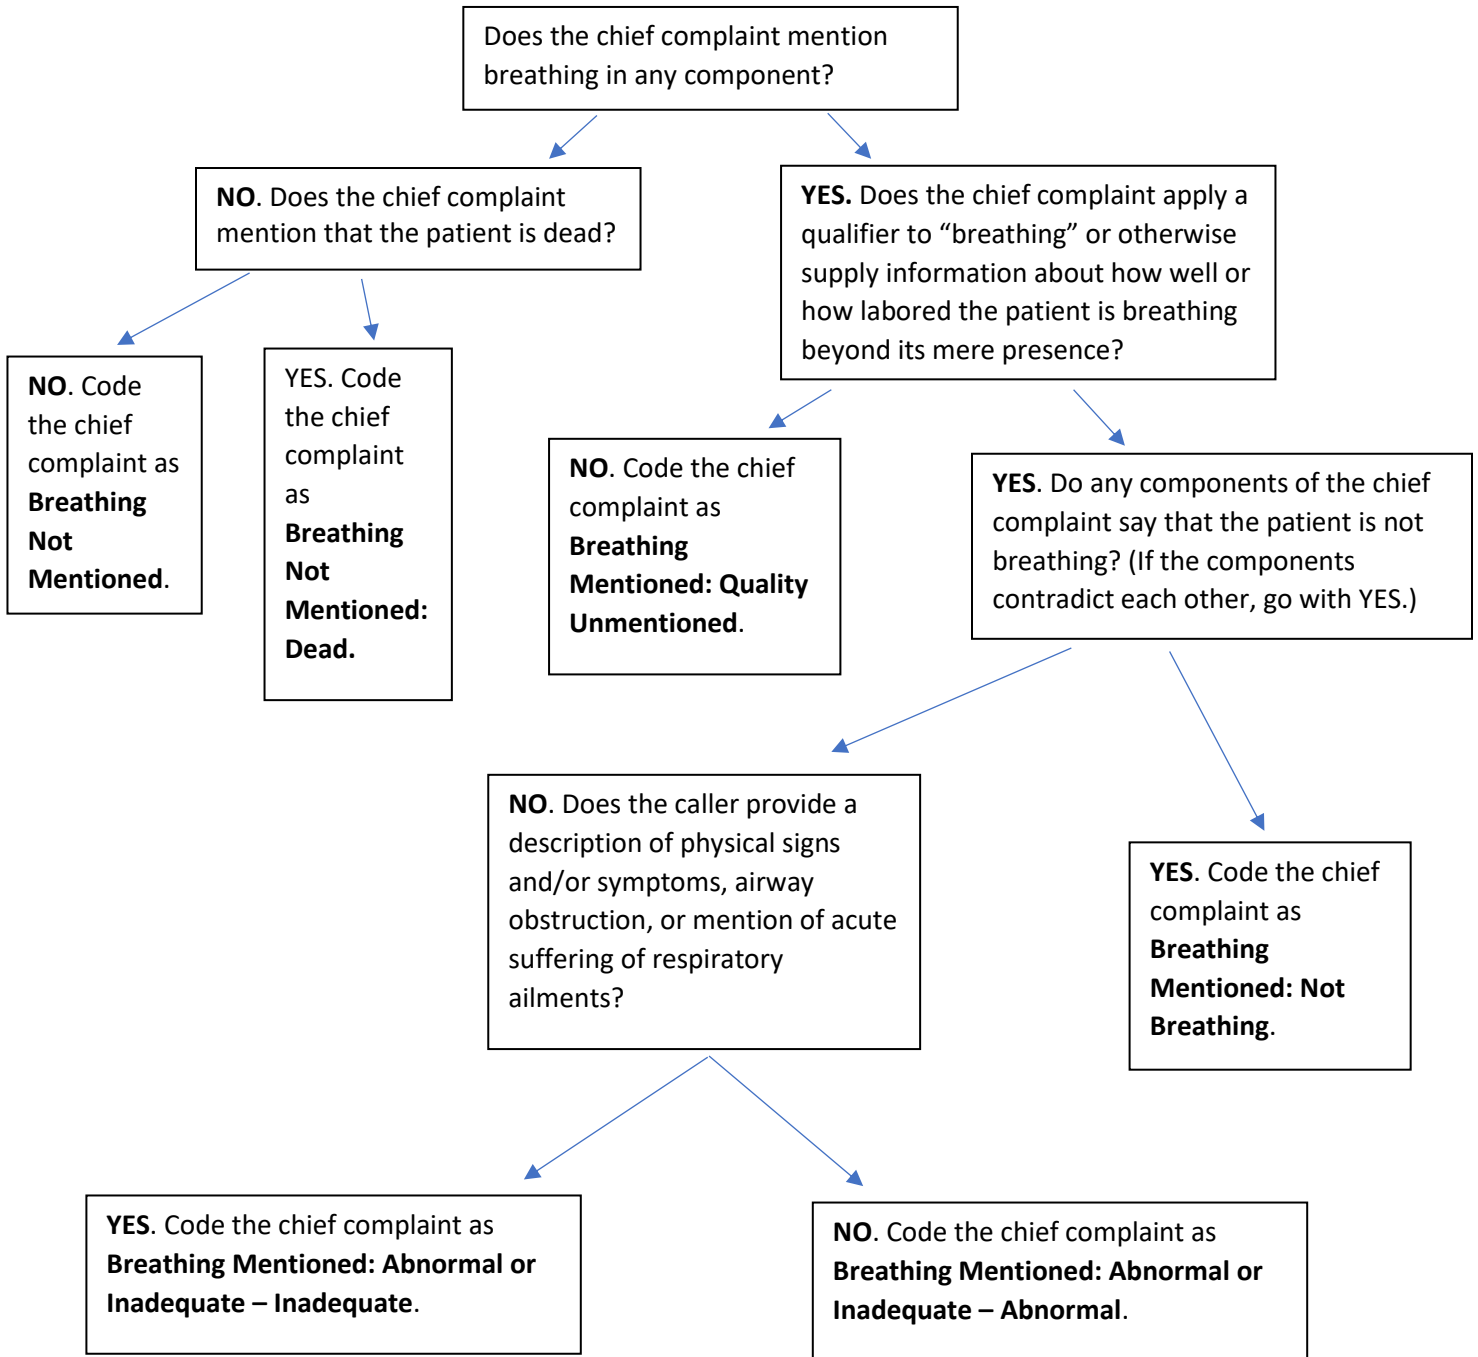 Does the chief complaint mention
breathing in any component?
NO. Does the chief complaint
mention that the patient is dead?
YES. Does the chief complaint apply a
qualifier to “breathing” or otherwise
supply information about how well or
how labored the patient is breathing
beyond its mere presence?
NO. Code
the chief
complaint as
Breathing
Not
Mentioned.
YES. Code
the chief
complaint
as
Breathing
Not
Mentioned:
Dead.
NO. Code the chief
complaint as
Breathing
Mentioned: Quality
Unmentioned.
YES. Do any components of the chief
complaint say that the patient is not
breathing? (If the components
contradict each other, go with YES.)
NO. Does the caller provide a
description of physical signs
and/or symptoms, airway
obstruction, or mention of acute
suffering of respiratory
ailments?
YES. Code the chief
complaint as
Breathing
Mentioned: Not
Breathing.
YES. Code the chief complaint as
Breathing Mentioned: Abnormal or
Inadequate – Inadequate.
NO. Code the chief complaint as
Breathing Mentioned: Abnormal or
Inadequate – Abnormal.